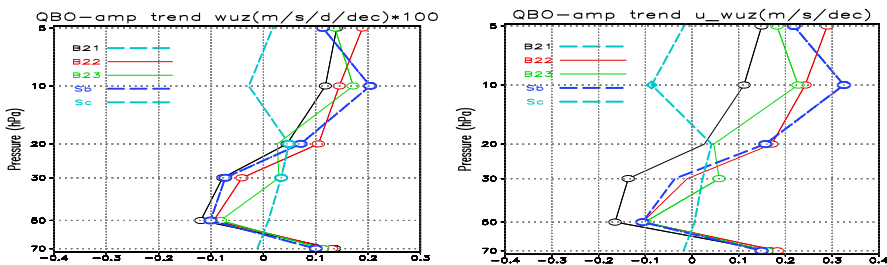 QBO-amp trend wuz(m/s/d/dec)*100
5
10
20
30
50
70
Pressure (hPa)
B21
B22
B23
Sb
Sc
-0.4 -0.3 -0.2 -0.1 0 0.1 0.2 0.3
QBO-amp trend u_wuz(m/s/dec)
5
10
20
30
50
70
Pressure (hPa)
B21
B22
B23
Sb
Sc
-0.4 -0.3 -0.2 -0.1 0 0.1 0.2 0.3 0.4